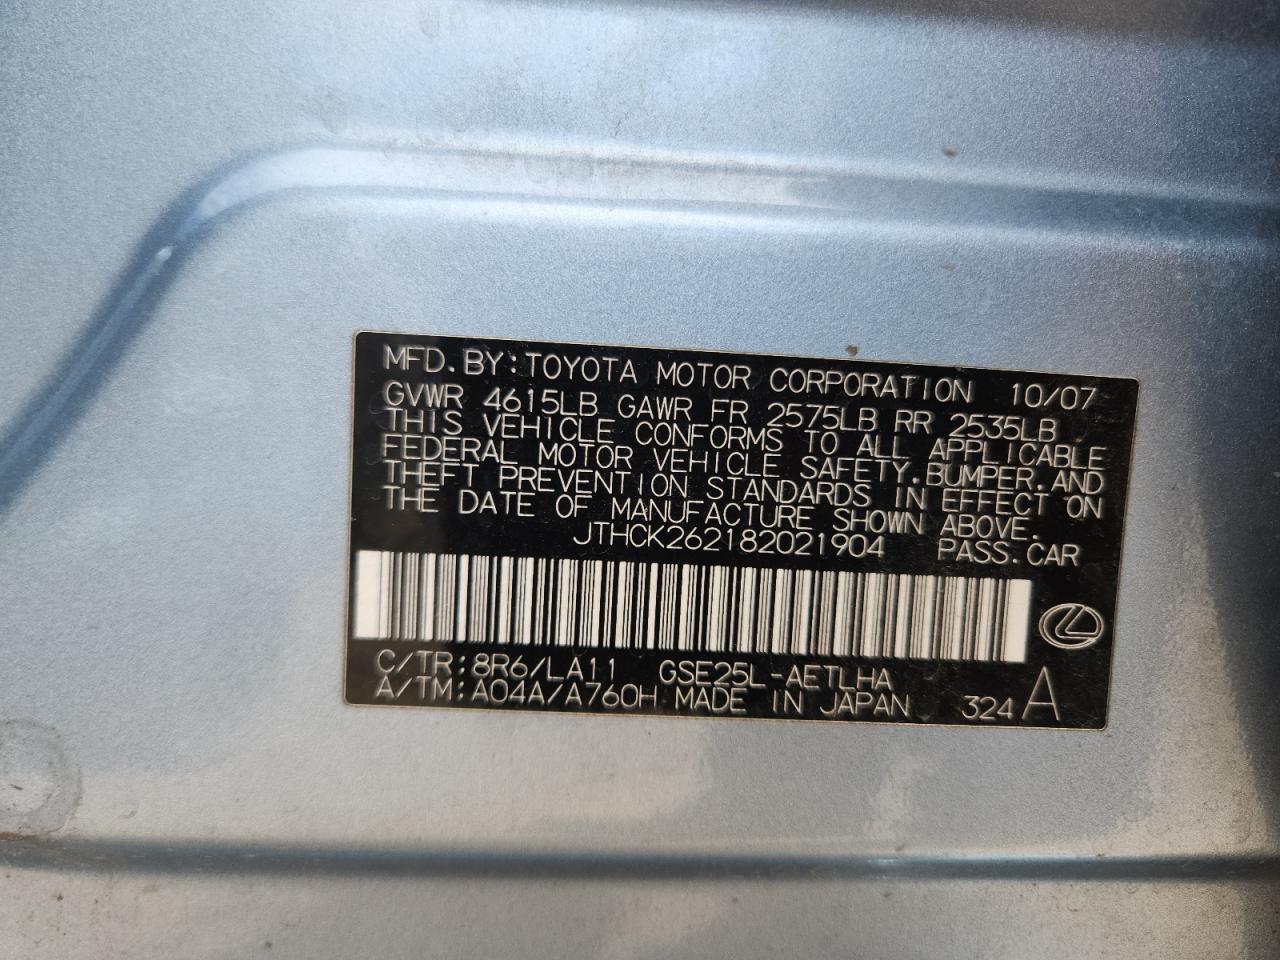 MFD.BY:TOYOTA MOTOR CORPORATION 10/07
GVWR 4615LB GAWR FR 2575LB RR 2535LB
THIS VEHICLE CONFORMS TO ALL APPLICABLE
FEDERAL MOTOR VEHICLE SAFETY.BUMPER.AND
THEFT PREVENTION STANDARDS IN EFFECT ON
THE DATE OF MANUFACTURE SHOWN ABOVE.
JTHCK262182021904 PASS.CAR
C/TR:8R6/LA11 GSE25L-AETLHA
A/TM:A04A/A760H MADE IN JAPAN 324 A